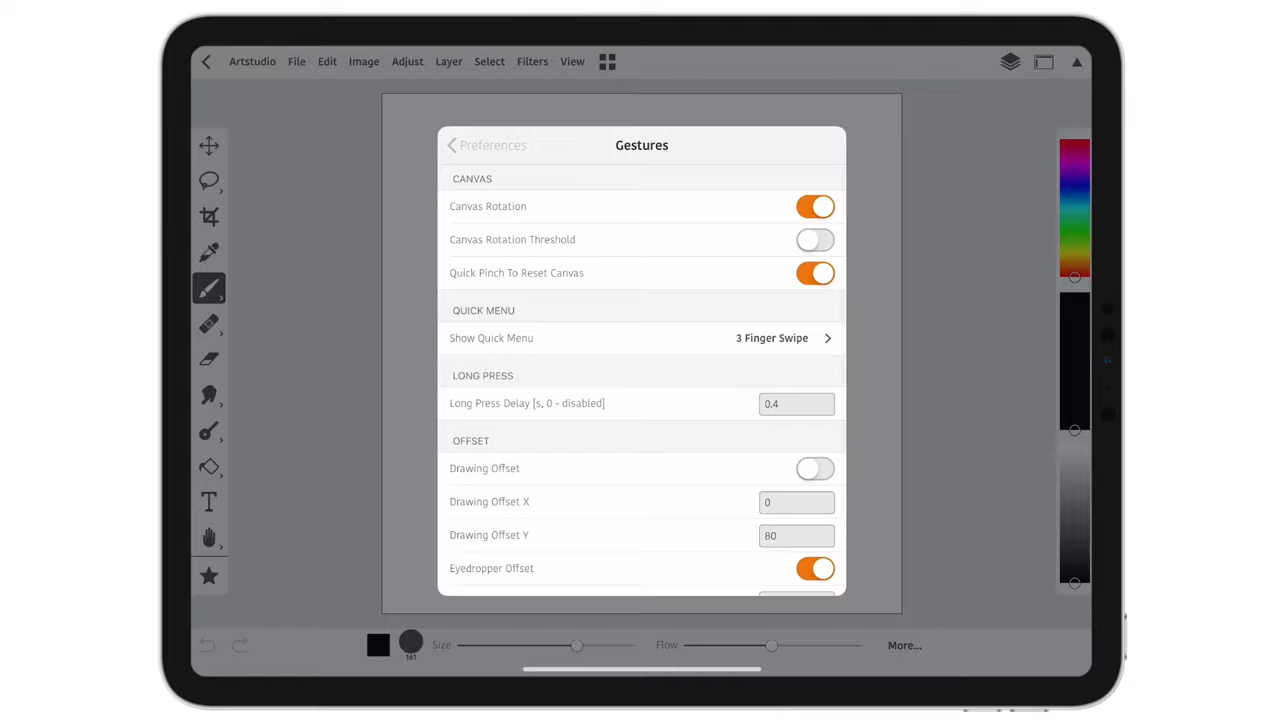 Artstudio File Edit Image Adjust Layer Select Filters View
Preferences Gestures
CANVAS
Canvas Rotation
Canvas Rotation Threshold
Quick Pinch To Reset Canvas
QUICK MENU
Show Quick Menu 3 Finger Swipe
LONG PRESS
Long Press Delay [s, 0 - disabled] 0.4
OFFSET
Drawing Offset
Drawing Offset X 0
Drawing Offset Y 80
Eyedropper Offset
Size Flow More...
161